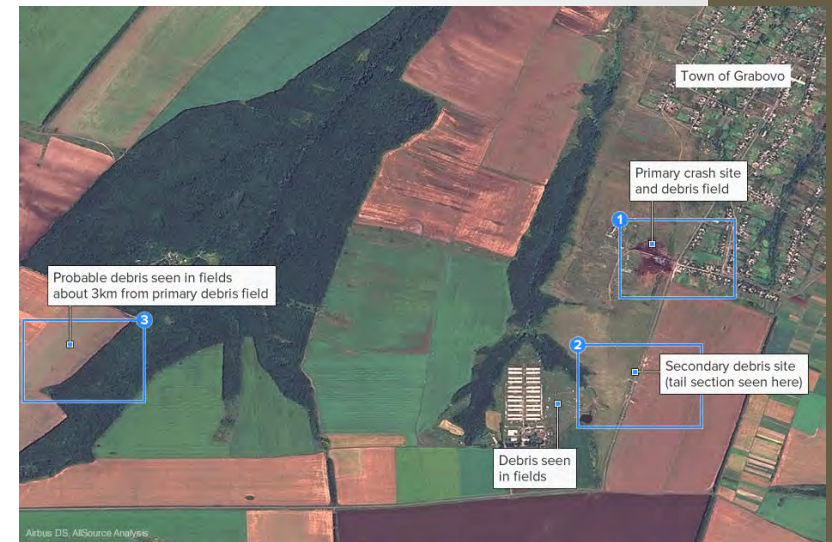 Town of Grabovo
Primary crash site
and debris field
1
Probable debris seen in fields
about 3km from primary debris field
3
2
Secondary debris site
(tail section seen here)
Debris seen
in fields
Airbus DS, AllSource Analysis